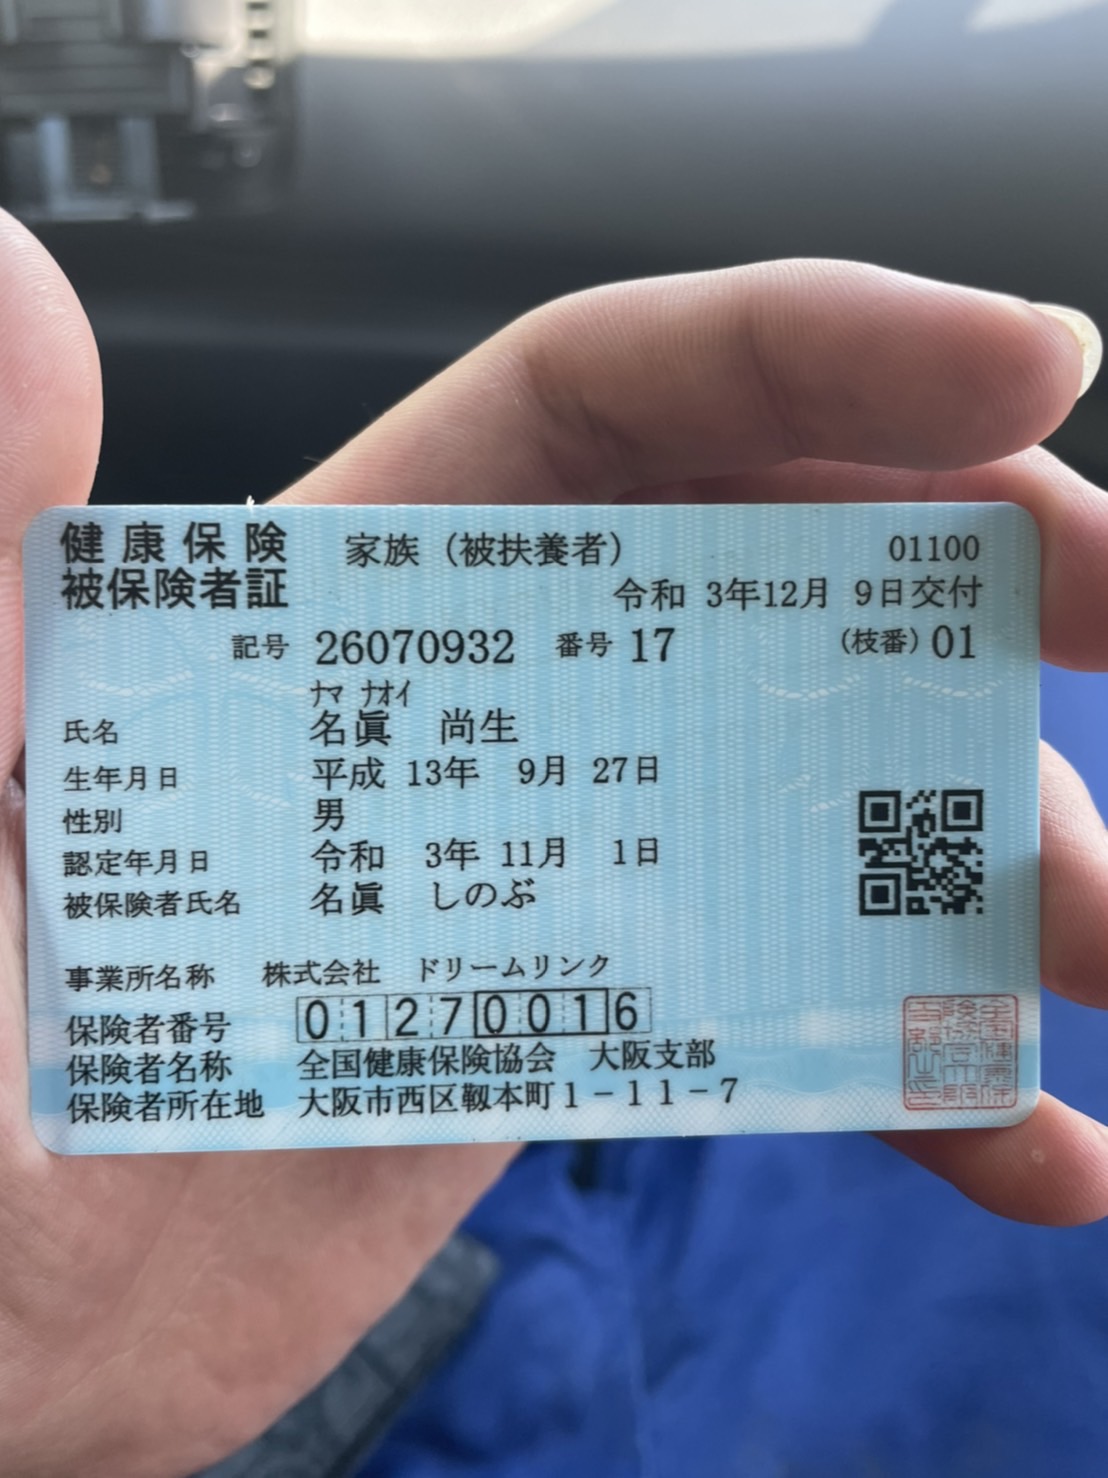 健康保険 家族（被扶養者） 01100
被保険者証 令和 3年12月 9日交付
記号 26070932 番号 17 （枝番）01
ﾅﾏ ﾅｵｲ
氏名 名眞 尚生
生年月日 平成 13年 9月 27日
性別 男
認定年月日 令和 3年 11月 1日
被保険者氏名 名眞 しのぶ
事業所名称 株式会社 ドリームリンク
保険者番号 01270016
保険者名称 全国健康保険協会 大阪支部
保険者所在地 大阪市西区靱本町1－11－7